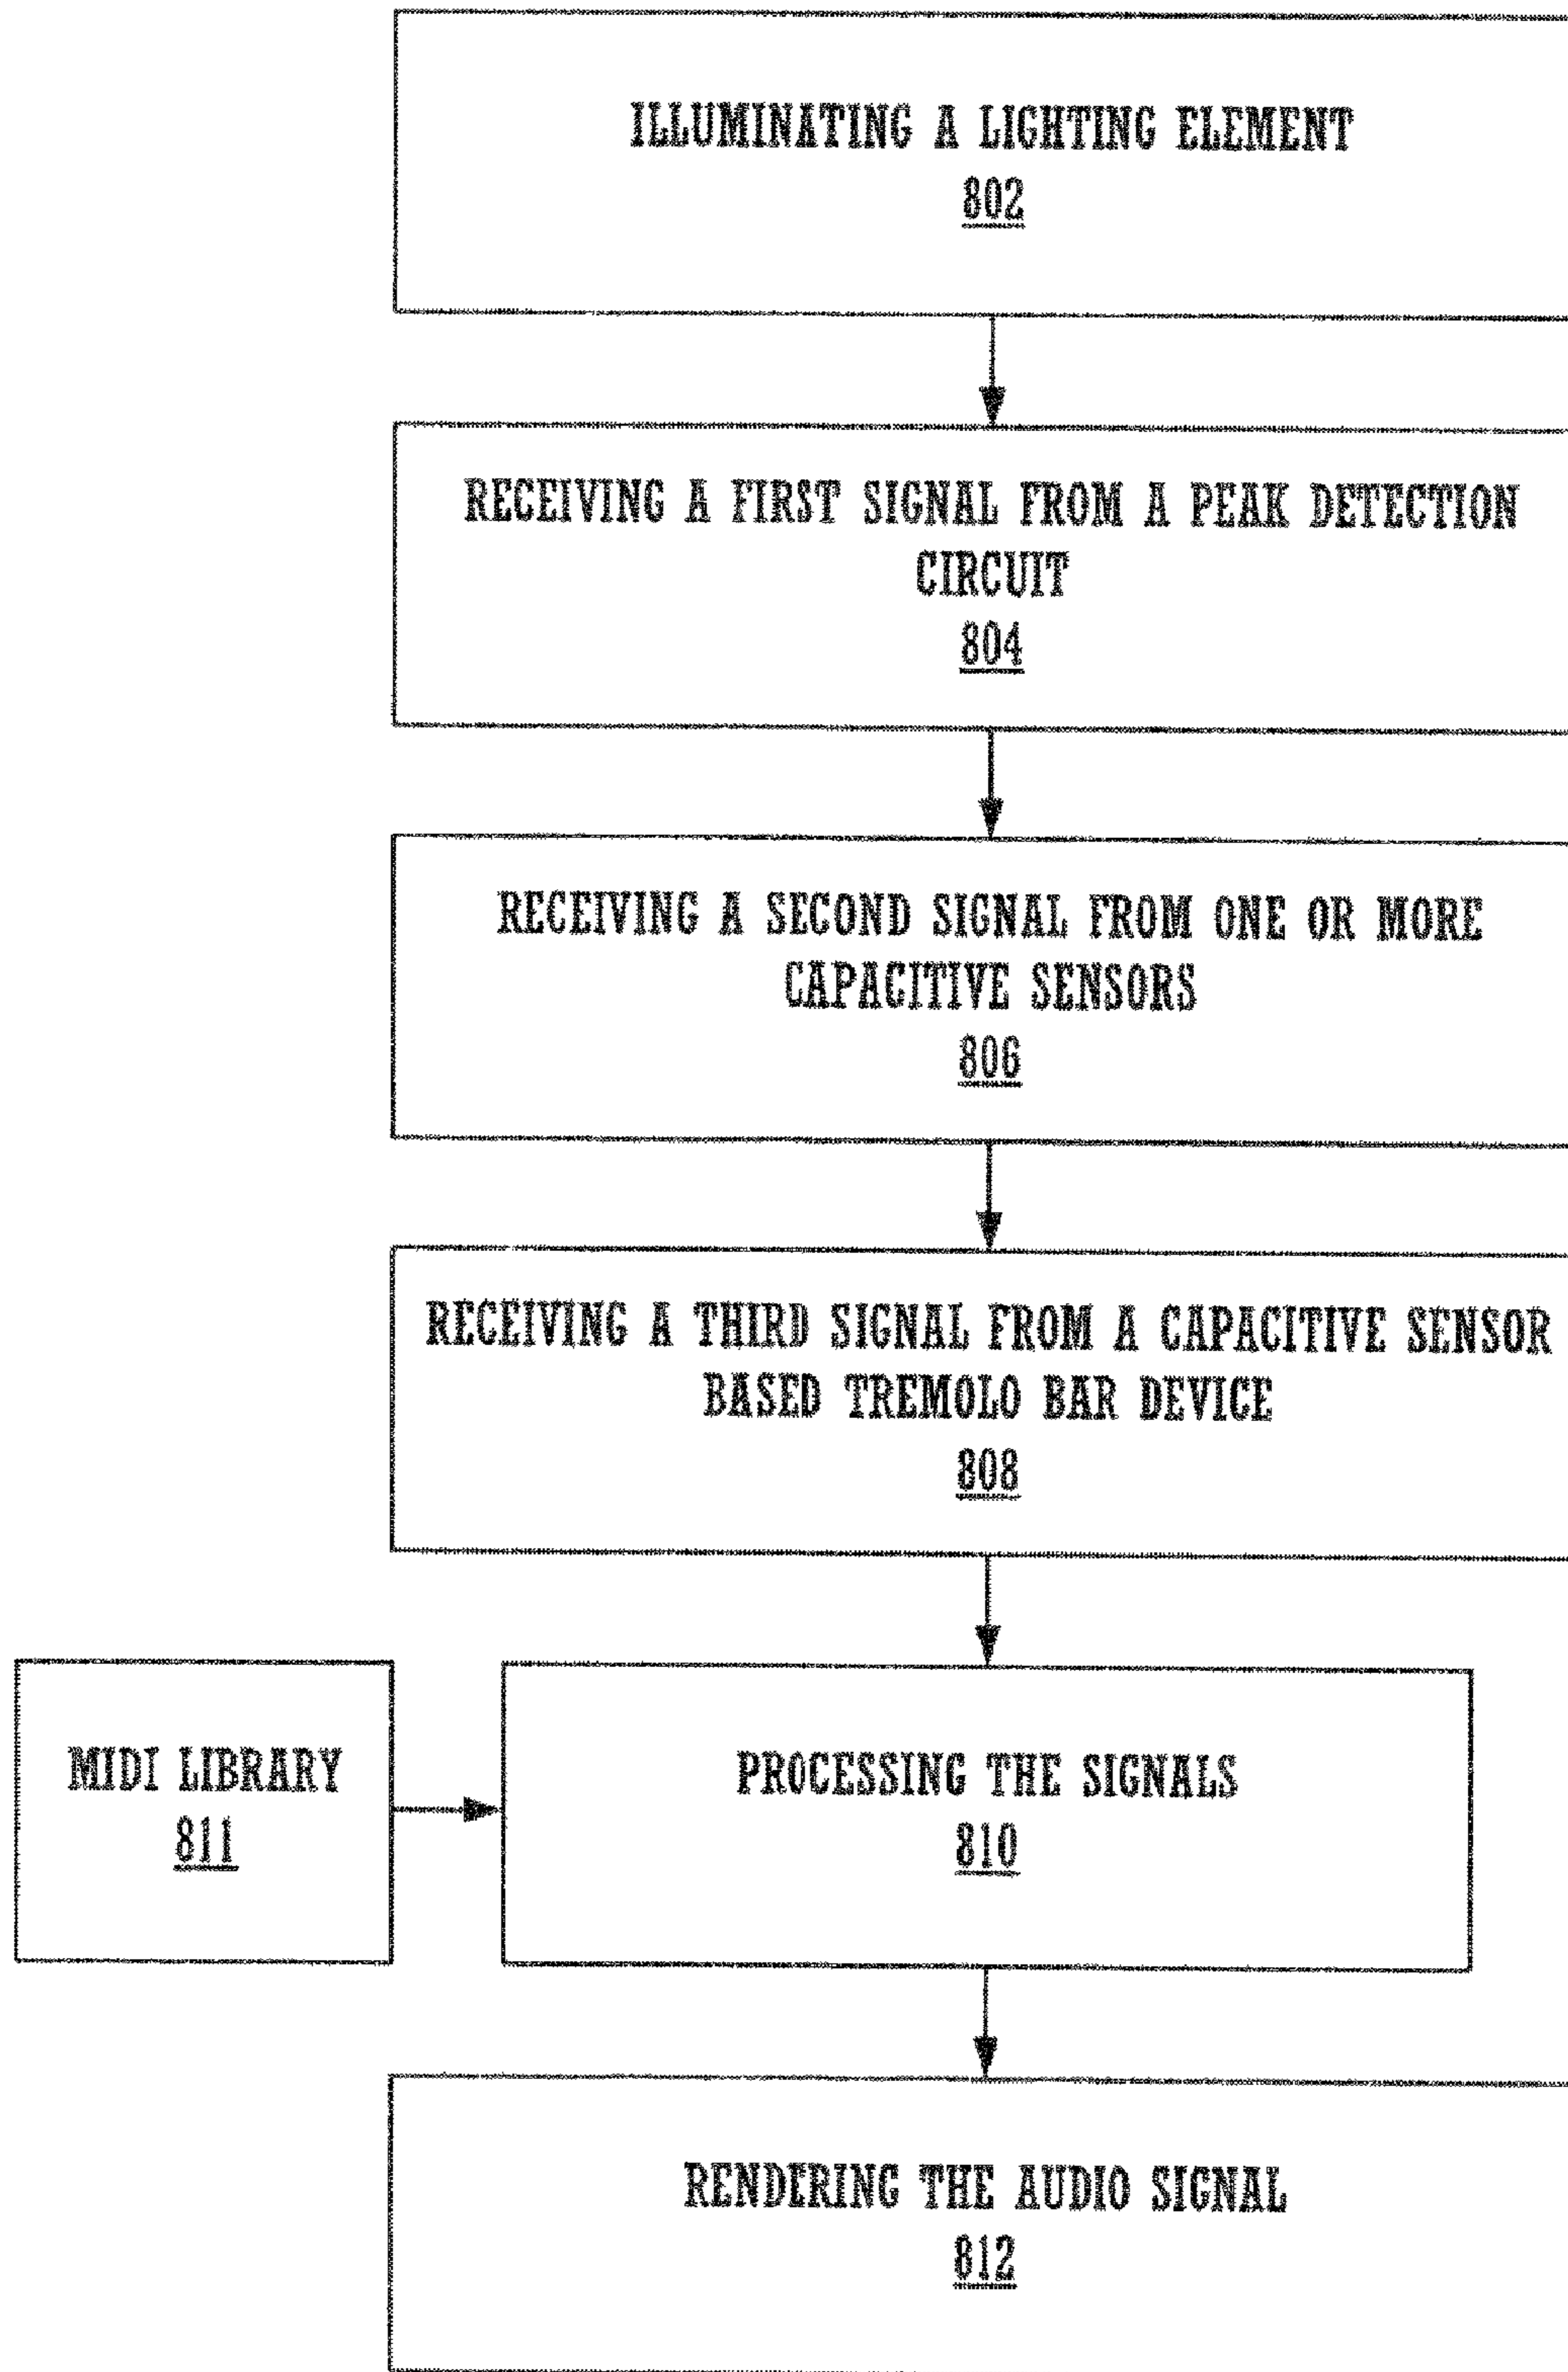 ILLUMINATING A LIGHTING ELEMENT
802
RECEIVING A FIRST SIGNAL FROM A PEAK DETECTION
CIRCUIT
804
RECEIVING A SECOND SIGNAL FROM ONE OR MORE
CAPACITIVE SENSORS
806
RECEIVING A THIRD SIGNAL FROM A CAPACITIVE SENSOR
BASED TREMOLO BAR DEVICE
808
MIDI LIBRARY
811
PROCESSING THE SIGNALS
810
RENDERING THE AUDIO SIGNAL
812